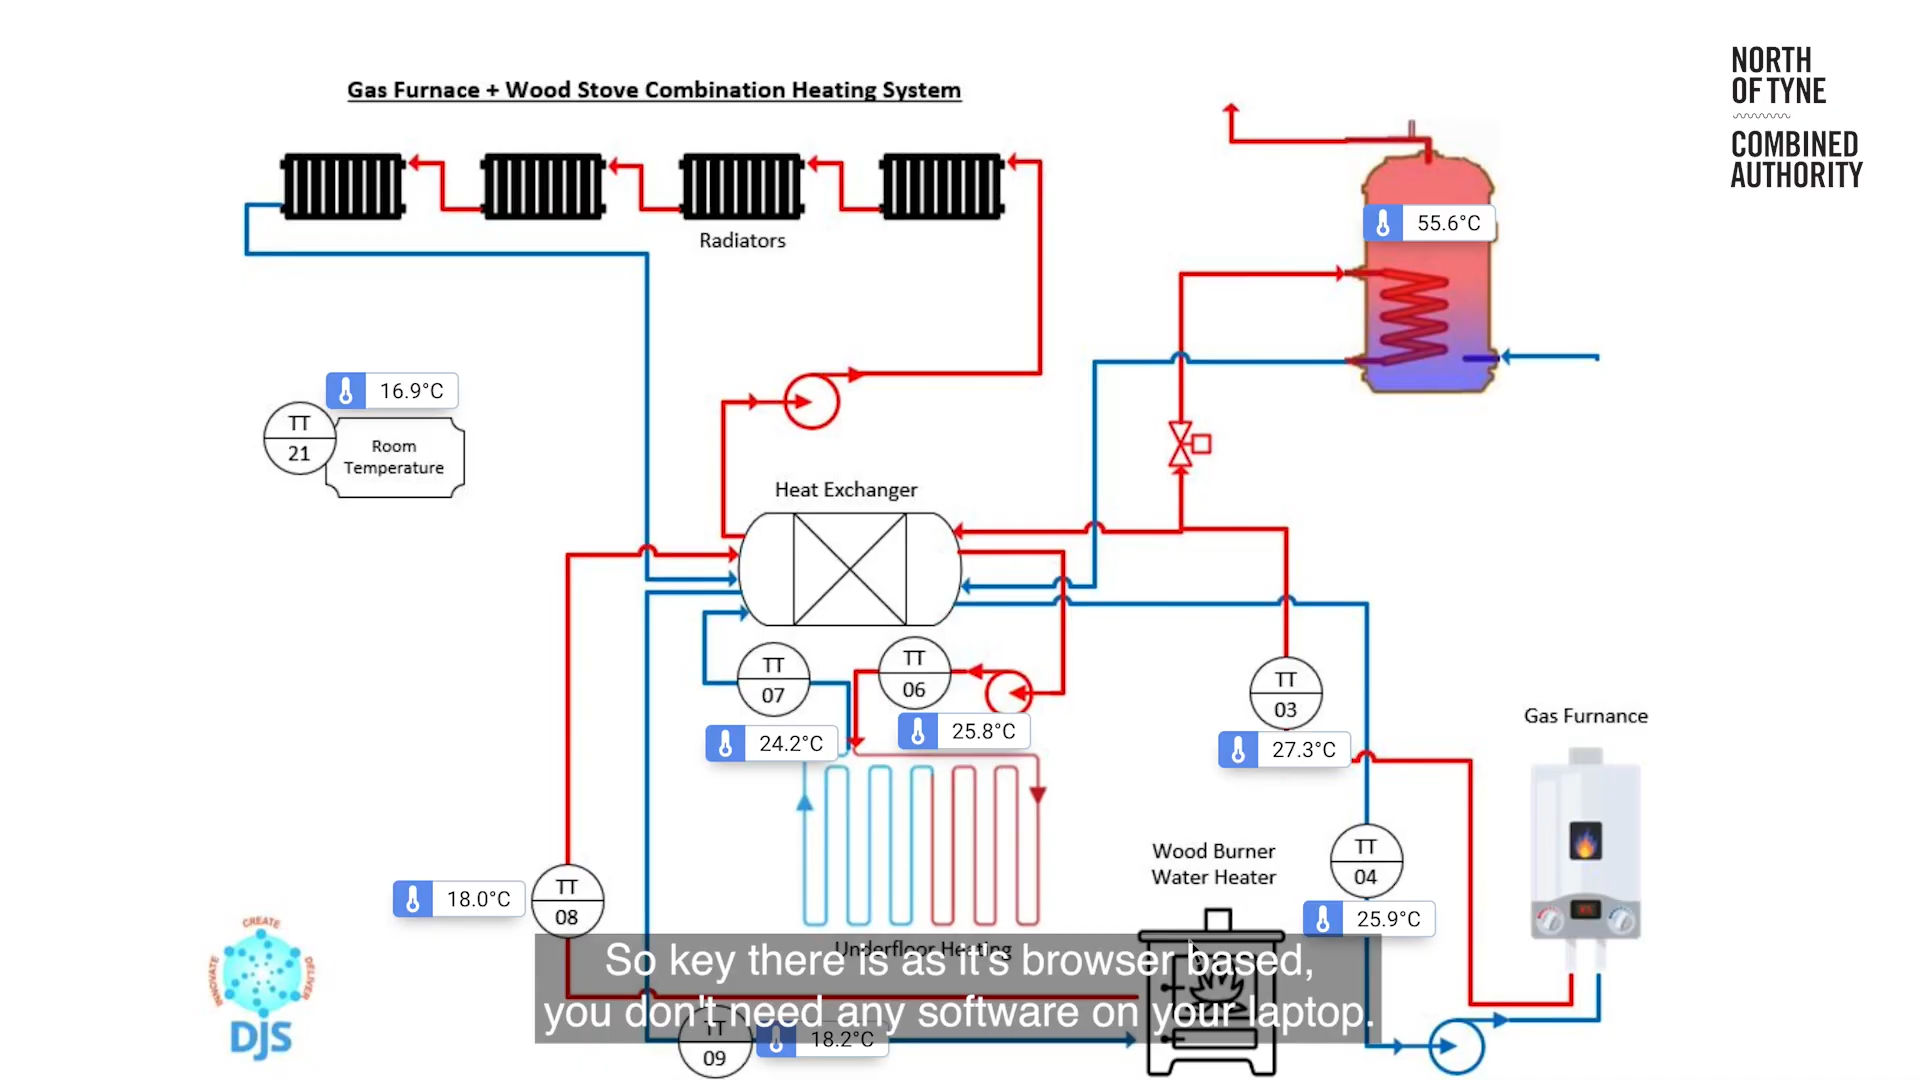 NORTH
OF TYNE
COMBINED
AUTHORITY
Gas Furnace + Wood Stove Combination Heating System
Radiators
55.6°C
16.9°C
TT
21
Room
Temperature
Heat Exchanger
TT
07
24.2°C
TT
06
25.8°C
TT
03
27.3°C
Gas Furnance
Wood Burner
Water Heater
TT
04
25.9°C
18.0°C
TT
08
Underfloor Heating
TT
09
18.2°C
CREATE
INNOVATE
DELIVER
DJS
So key there is as it's browser based,
you don't need any software on your laptop.